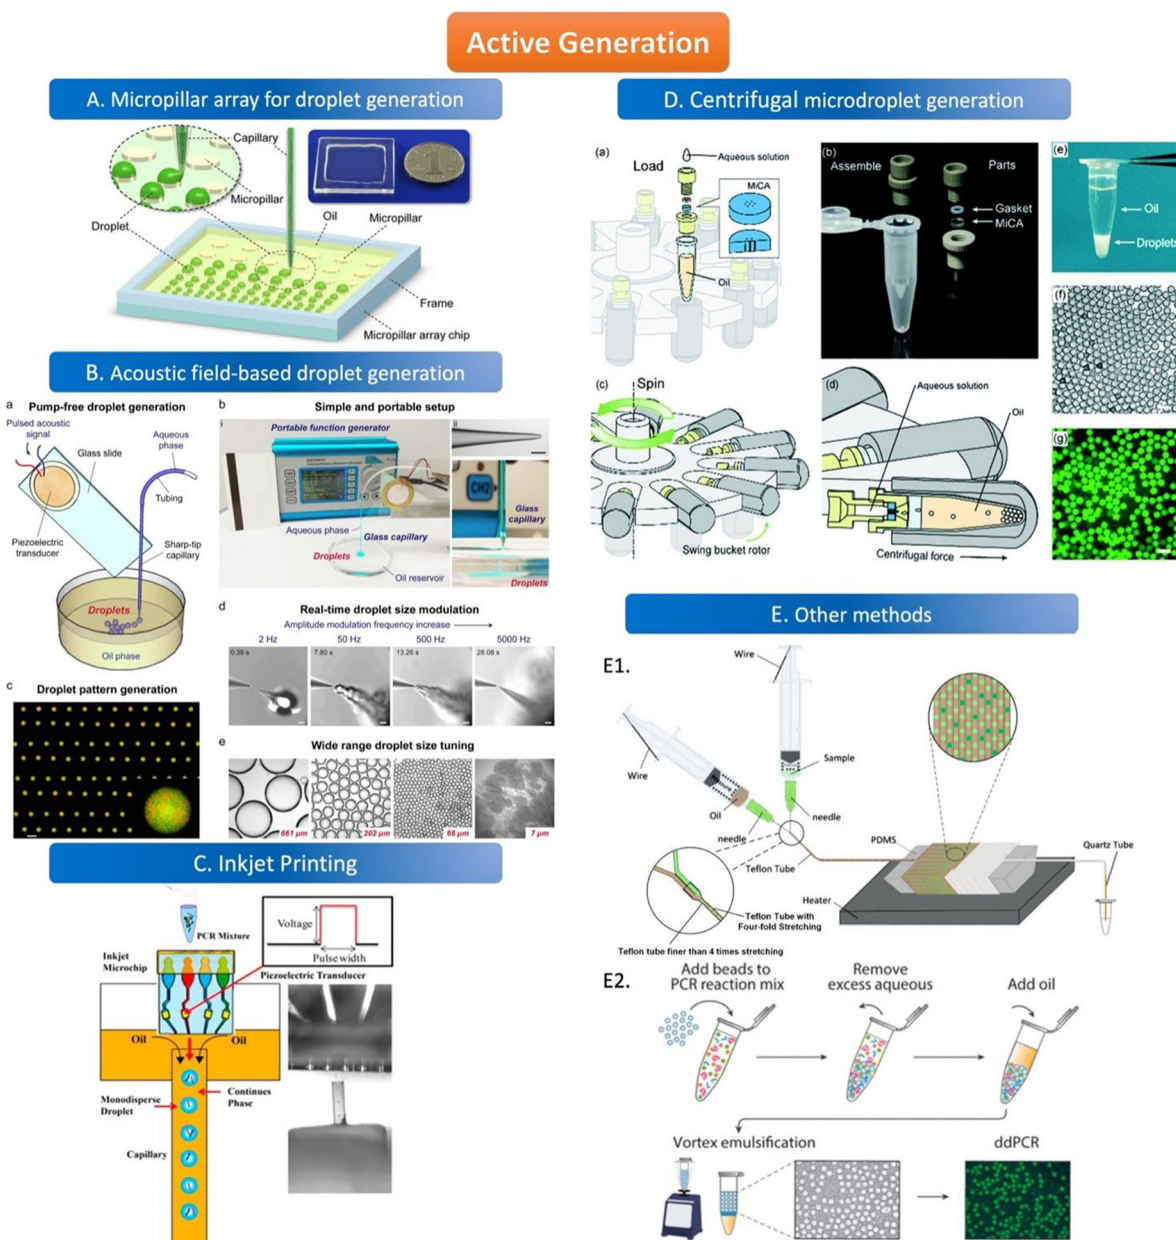 Active Generation
A. Micropillar array for droplet generation
Capillary
Micropillar
Droplet
Oil
Micropillar
Frame
Micropillar array chip
B. Acoustic field-based droplet generation
a
Pump-free droplet generation
Pulsed acoustic
signal
Glass slide
Aqueous
phase
Tubing
Piezoelectric
transducer
Sharp-tip
capillary
Droplets
Oil phase
b
Simple and portable setup
i
Portable function generator
Aqueous phase
Glass capillary
Droplets
Oil reservoir
ii
CH2
Glass
capillary
Droplets
c
Droplet pattern generation
d
Real-time droplet size modulation
Amplitude modulation frequency increase
2 Hz
50 Hz
500 Hz
5000 Hz
0.39 s
7.80 s
13.26 s
28.08 s
e
Wide range droplet size tuning
661 μm
202 μm
66 μm
7 μm
C. Inkjet Printing
PCR Mixture
Voltage
Pulse width
Inkjet
Microchip
Piezoelectric Transducer
Oil
Oil
Continues
Phase
Monodisperse
Droplet
Capillary
D. Centrifugal microdroplet generation
(a)
Load
Aqueous solution
MiCA
Oil
(b)
Assemble
Parts
Gasket
MiCA
(c)
Spin
Swing bucket rotor
(d)
Aqueous solution
Oil
Centrifugal force
(e)
Oil
Droplets
(f)
(g)
E. Other methods
E1.
Wire
Wire
Sample
Oil
needle
needle
Teflon Tube
PDMS
Quartz Tube
Heater
Teflon Tube with
Four-fold Stretching
Teflon tube finer than 4 times stretching
E2.
Add beads to
PCR reaction mix
Remove
excess aqueous
Add oil
Vortex emulsification
ddPCR